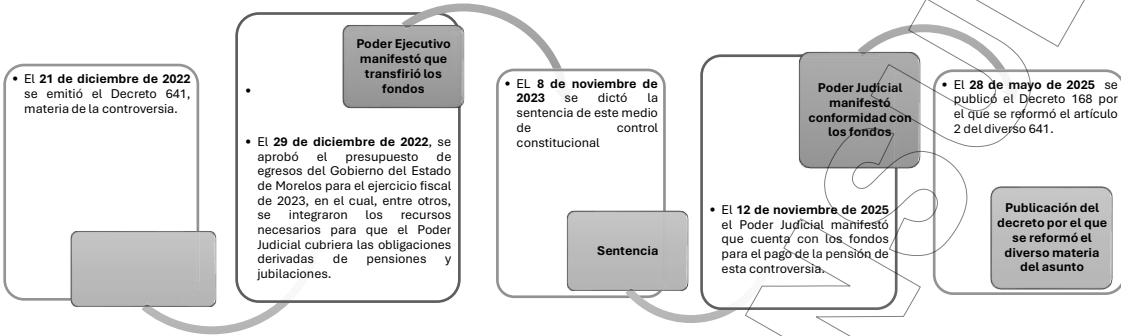 • El 21 de diciembre de 2022
se emitió el Decreto 641,
materia de la controversia.
Poder Ejecutivo
manifestó que
transfirió los
fondos
•
• El 29 de diciembre de 2022, se
aprobó el presupuesto de
egresos del Gobierno del Estado
de Morelos para el ejercicio fiscal
de 2023, en el cual, entre otros,
se integraron los recursos
necesarios para que el Poder
Judicial cubriera las obligaciones
derivadas de pensiones y
jubilaciones.
• EL 8 de noviembre de
2023 se dictó la
sentencia de este medio
de control
constitucional
Sentencia
Poder Judicial
manifestó
conformidad con
los fondos
• El 12 de noviembre de 2025
el Poder Judicial manifestó
que cuenta con los fondos
para el pago de la pensión de
esta controversia.
• El 28 de mayo de 2025 se
publicó el Decreto 168 por
el que se reformó el artículo
2 del diverso 641.
Publicación del
decreto por el que
se reformó el
diverso materia
del asunto